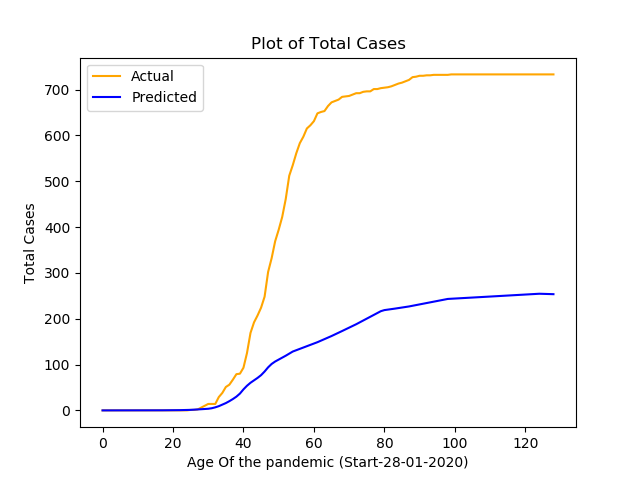 Plot of Total Cases
Actual
Predicted
Total Cases
700
600
500
400
300
200
100
0
0 20 40 60 80 100 120
Age Of the pandemic (Start-28-01-2020)